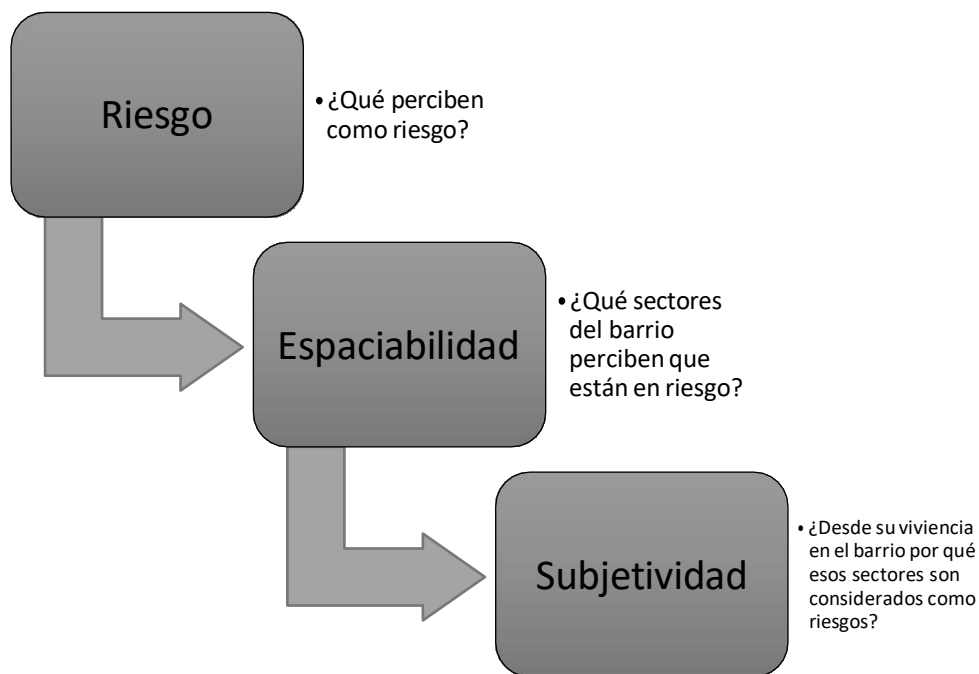 Riesgo
• ¿Qué perciben
como riesgo?
Espaciabilidad
• ¿Qué sectores
del barrio
perciben que
están en riesgo?
Subjetividad
• ¿Desde su viviencia
en el barrio por qué
esos sectores son
considerados como
riesgos?